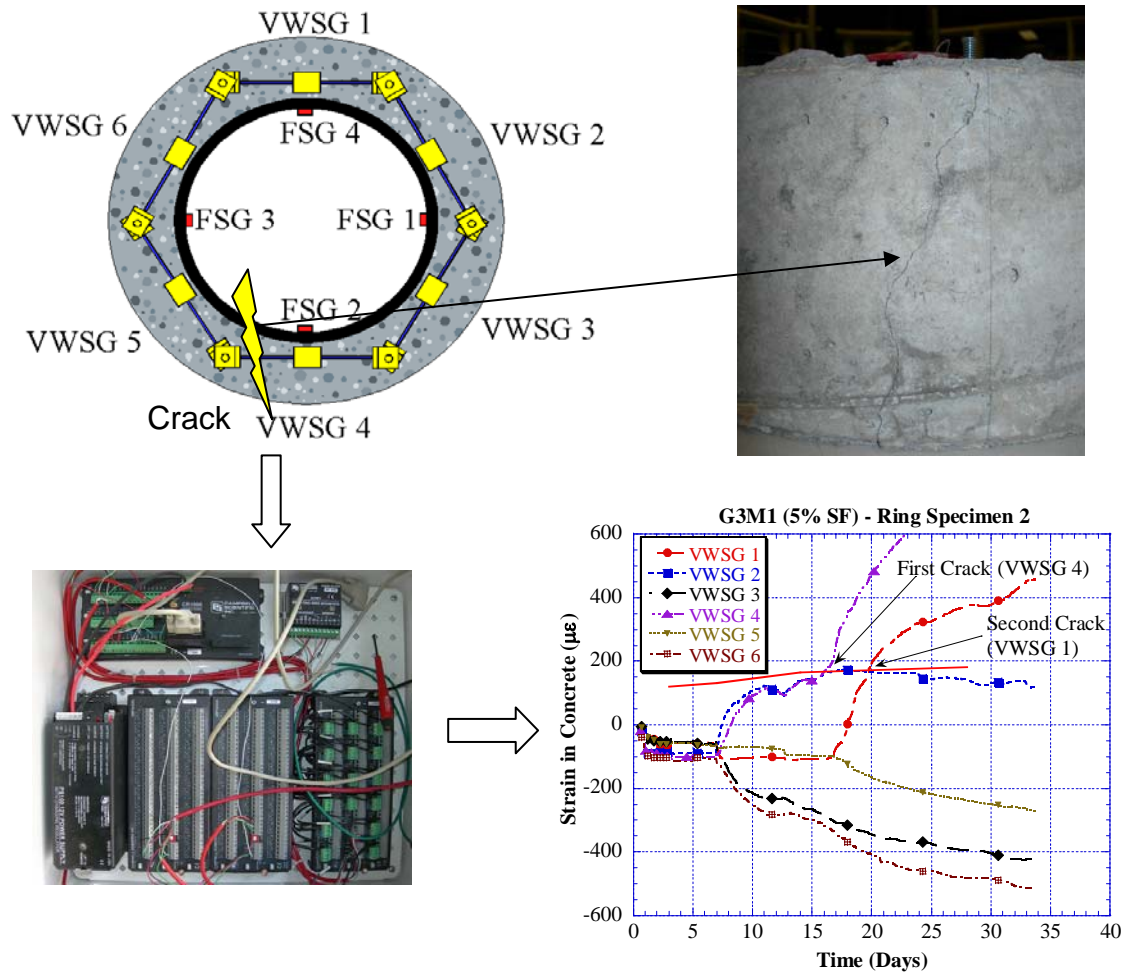 VWSG 1
VWSG 6
VWSG 2
FSG 4
FSG 3
FSG 1
FSG 2
VWSG 5
VWSG 3
Crack
VWSG 4
G3M1 (5% SF) - Ring Specimen 2
600
400
200
0
-200
-400
-600
Strain in Concrete (με)
VWSG 1
VWSG 2
VWSG 3
VWSG 4
VWSG 5
VWSG 6
First Crack (VWSG 4)
Second Crack
(VWSG 1)
0 5 10 15 20 25 30 35 40
Time (Days)